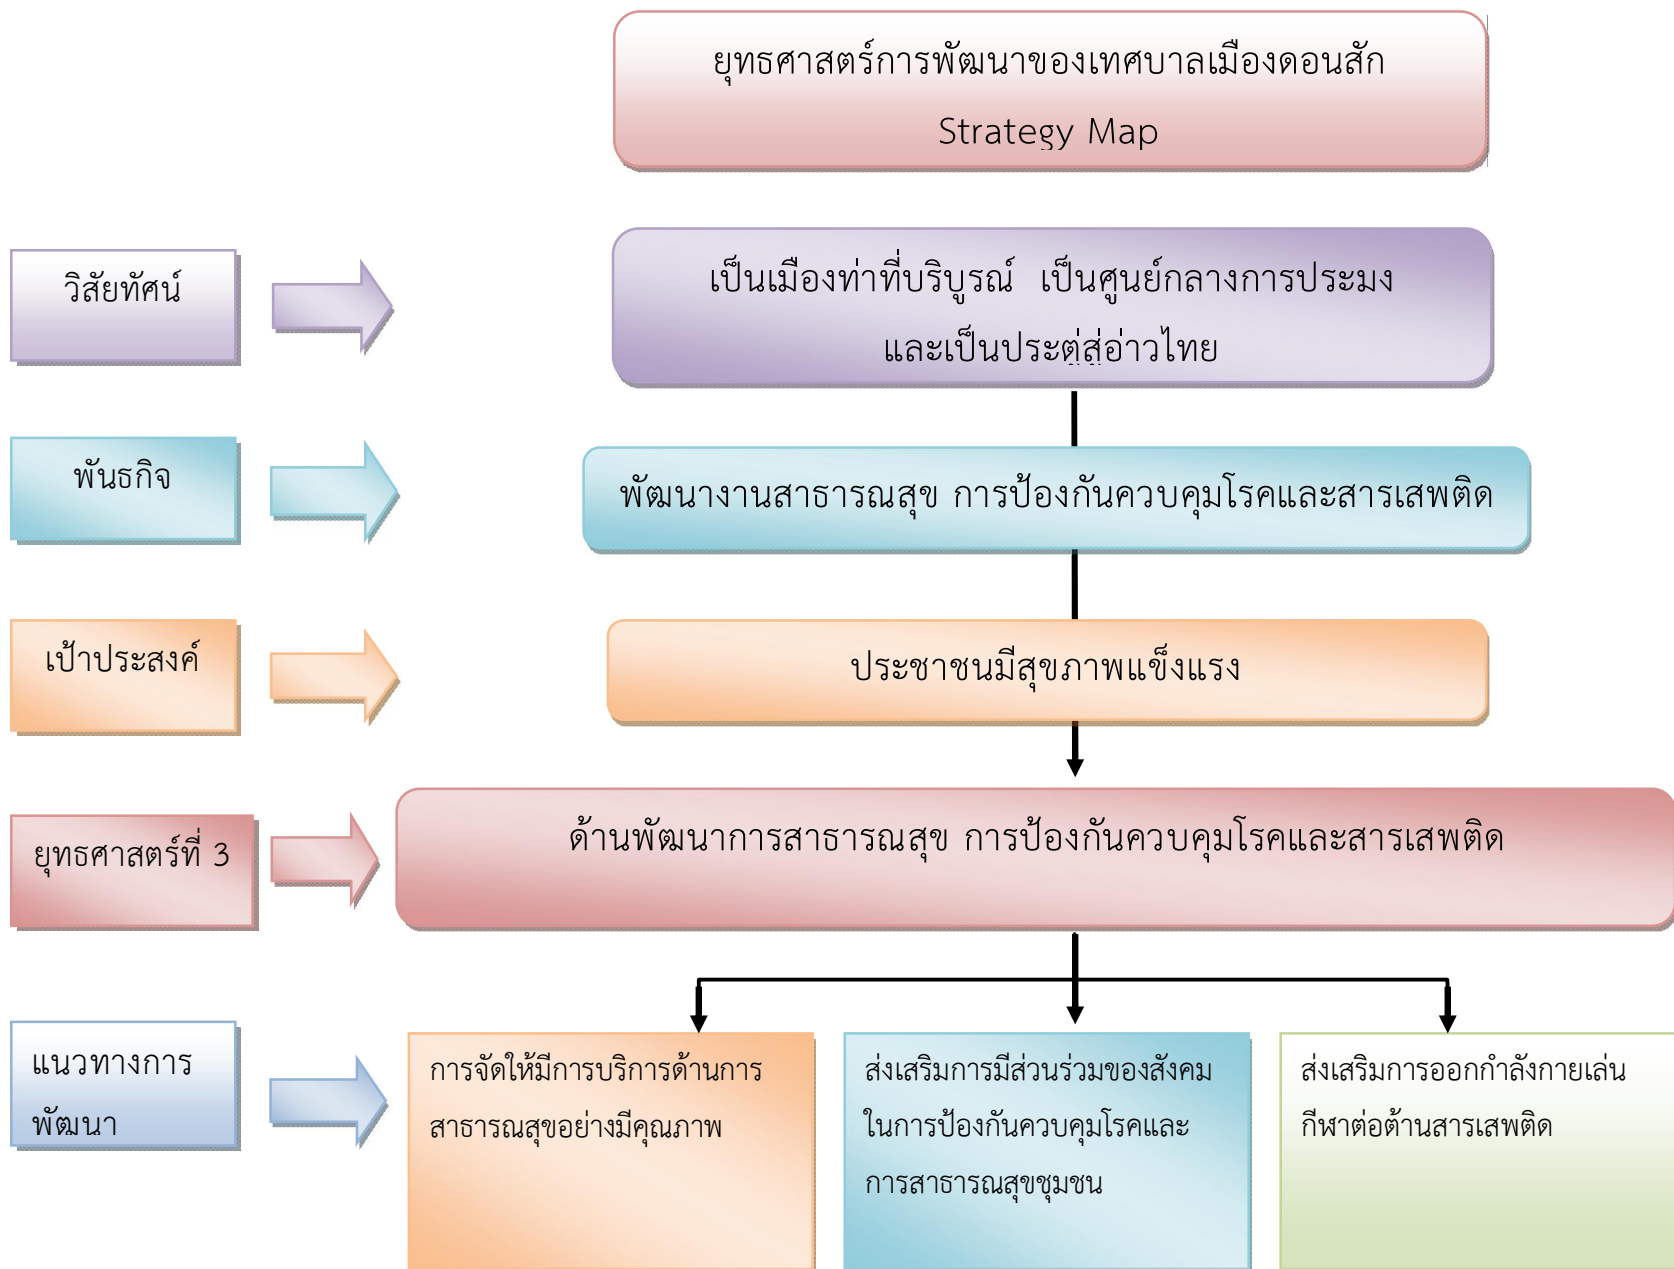 ยุทธศาสตร์การพัฒนาของเทศบาลเมืองดอนสัก
Strategy Map
วิสัยทัศน์
เป็นเมืองท่าที่บริบูรณ์ เป็นศูนย์กลางการประมง
และเป็นประตูสู่อ่าวไทย
พันธกิจ
พัฒนางานสาธารณสุข การป้องกันควบคุมโรคและสารเสพติด
เป้าประสงค์
ประชาชนมีสุขภาพแข็งแรง
ยุทธศาสตร์ที่ 3
ด้านพัฒนาการสาธารณสุข การป้องกันควบคุมโรคและสารเสพติด
แนวทางการ
พัฒนา
การจัดให้มีการบริการด้านการ
สาธารณสุขอย่างมีคุณภาพ
ส่งเสริมการมีส่วนร่วมของสังคม
ในการป้องกันควบคุมโรคและ
การสาธารณสุขชุมชน
ส่งเสริมการออกกำลังกายเล่น
กีฬาต่อต้านสารเสพติด